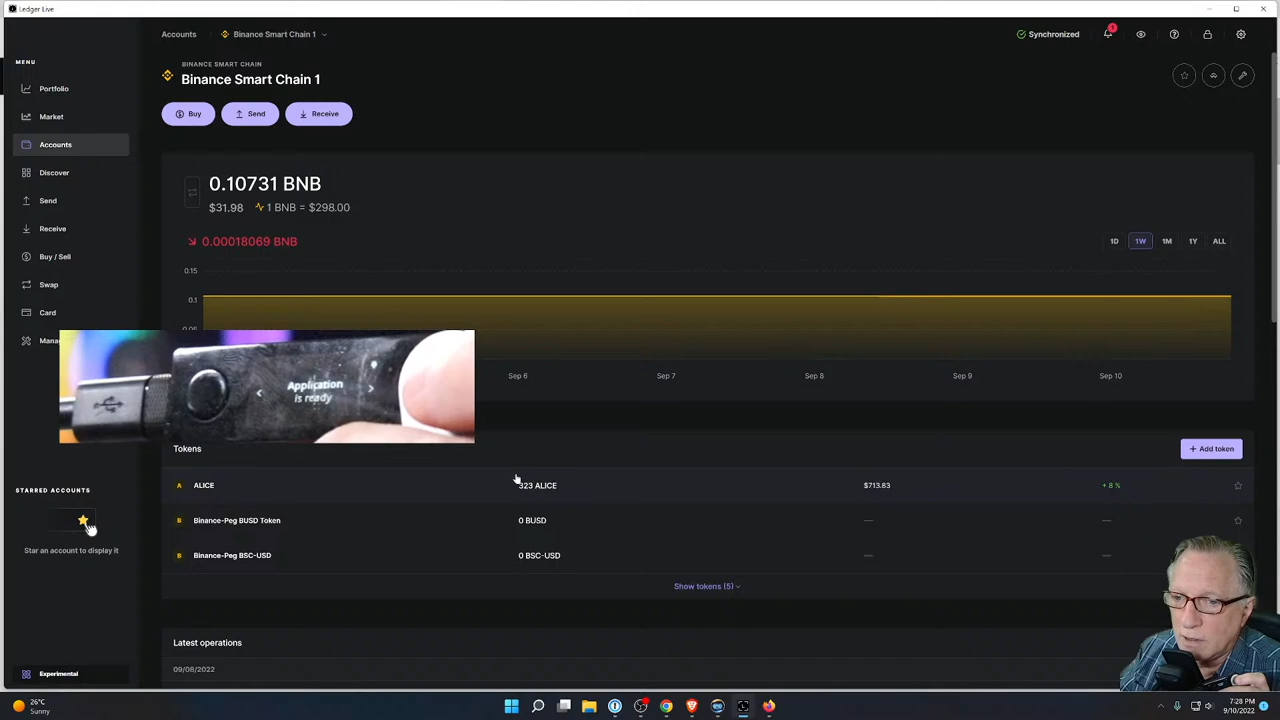 Ledger Live
Accounts
Binance Smart Chain 1
Synchronized
1
MENU
Portfolio
Market
Accounts
Discover
Send
Receive
Buy / Sell
Swap
Card
Mana
STARRED ACCOUNTS
Star an account to display it
Experimental
BINANCE SMART CHAIN
Binance Smart Chain 1
Buy
Send
Receive
0.10731 BNB
$31.98
1 BNB = $298.00
0.00018069 BNB
1D
1W
1M
1Y
ALL
0.15
0.1
Sep 6
Sep 7
Sep 8
Sep 9
Sep 10
Application
is ready
Tokens
+ Add token
A ALICE
323 ALICE
$713.83
+ 8 %
B Binance-Peg BUSD Token
0 BUSD
—
—
B Binance-Peg BSC-USD
0 BSC-USD
—
—
Show tokens (5)
Latest operations
09/08/2022
26°C
Sunny
7:28 PM
9/10/2022